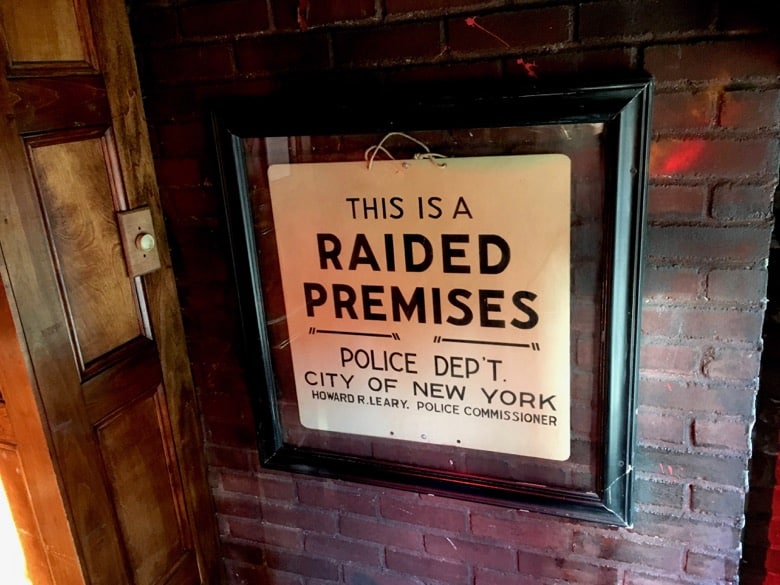 THIS IS A
RAIDED
PREMISES
POLICE DEP'T.
CITY OF NEW YORK
HOWARD R. LEARY, POLICE COMMISSIONER